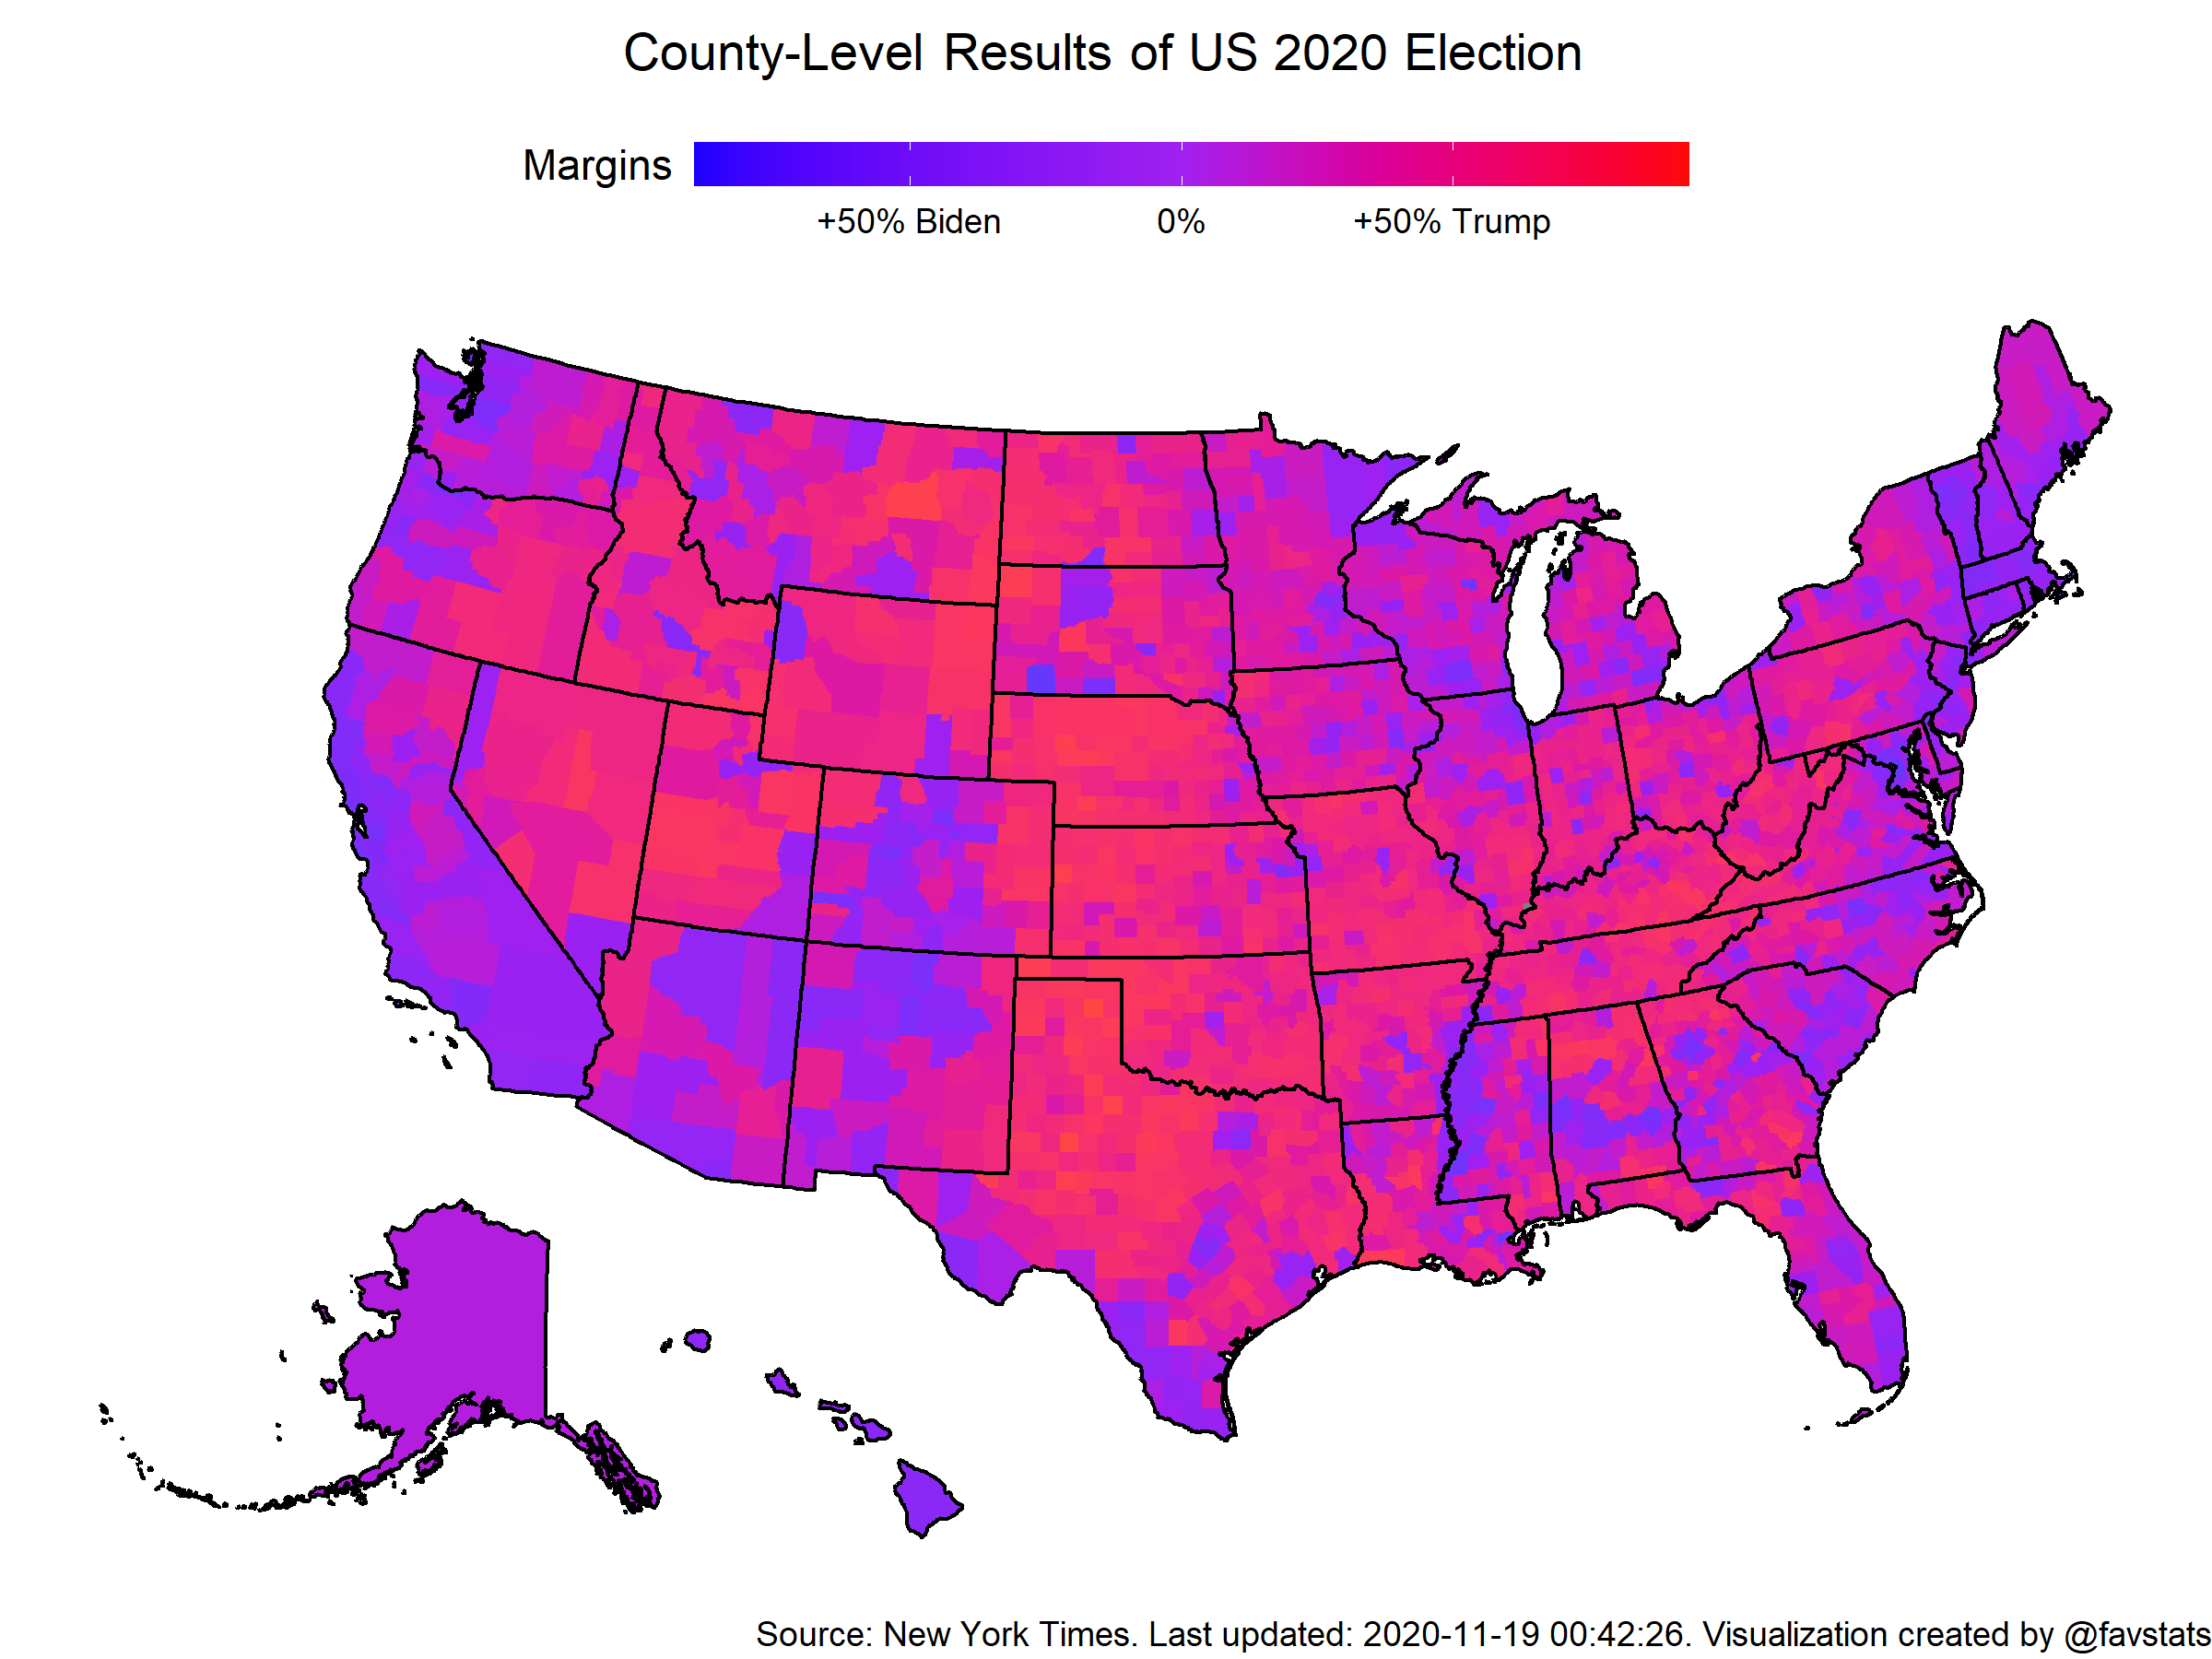 County-Level Results of US 2020 Election
Margins
+50% Biden 0% +50% Trump
Source: New York Times. Last updated: 2020-11-19 00:42:26. Visualization created by @favstats